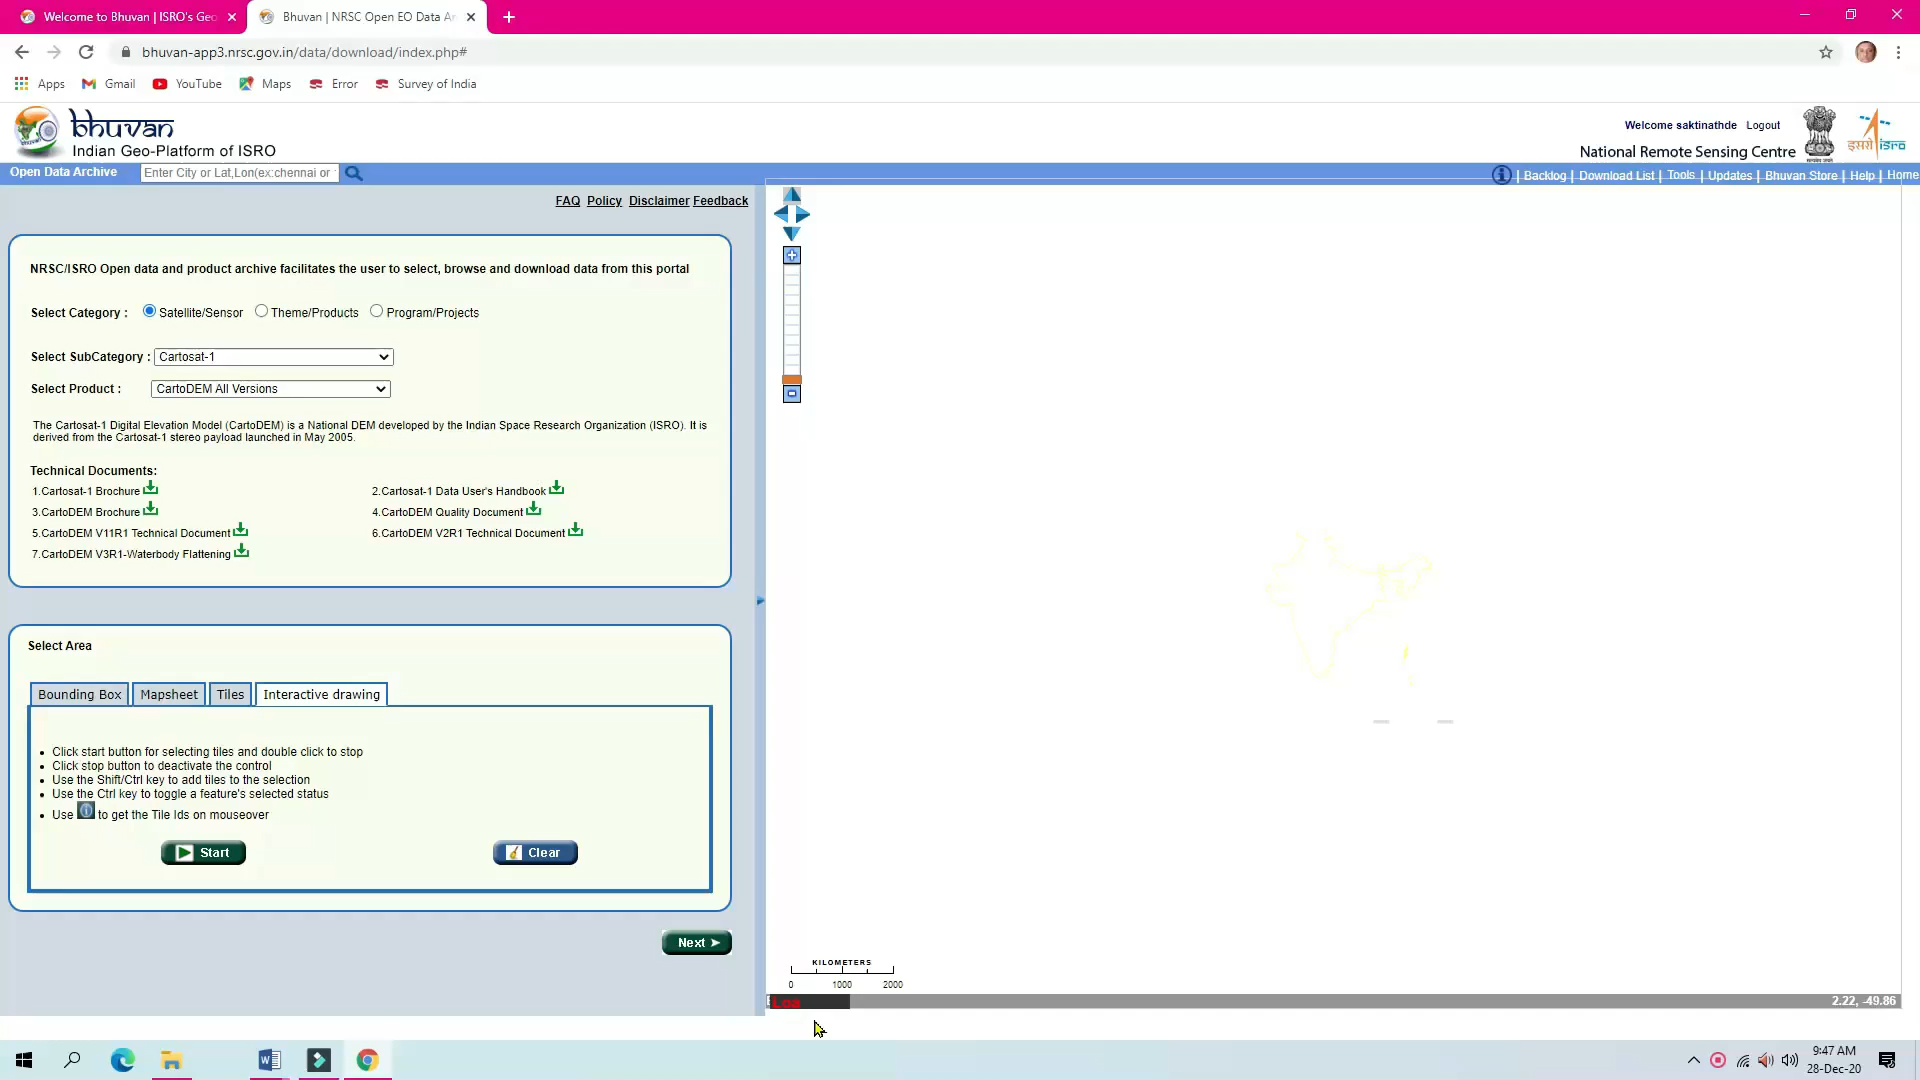 Welcome to Bhuvan | ISRO's Geo
Bhuvan | NRSC Open EO Data Ar
bhuvan-app3.nrsc.gov.in/data/download/index.php#
Apps
Gmail
YouTube
Maps
Error
Survey of India
bhuvan
Indian Geo-Platform of ISRO
Welcome saktinathde Logout
National Remote Sensing Centre
इसरो isro
Open Data Archive
Enter City or Lat,Lon(ex:chennai or
| Backlog | Download List | Tools | Updates | Bhuvan Store | Help | Home
FAQ Policy Disclaimer Feedback
NRSC/ISRO Open data and product archive facilitates the user to select, browse and download data from this portal
Select Category : Satellite/Sensor Theme/Products Program/Projects
Select SubCategory : Cartosat-1
Select Product : CartoDEM All Versions
The Cartosat-1 Digital Elevation Model (CartoDEM) is a National DEM developed by the Indian Space Research Organization (ISRO). It is
derived from the Cartosat-1 stereo payload launched in May 2005.
Technical Documents:
1.Cartosat-1 Brochure
2.Cartosat-1 Data User's Handbook
3.CartoDEM Brochure
4.CartoDEM Quality Document
5.CartoDEM V11R1 Technical Document
6.CartoDEM V2R1 Technical Document
7.CartoDEM V3R1-Waterbody Flattening
Select Area
Bounding Box
Mapsheet
Tiles
Interactive drawing
Click start button for selecting tiles and double click to stop
Click stop button to deactivate the control
Use the Shift/Ctrl key to add tiles to the selection
Use the Ctrl key to toggle a feature's selected status
Use to get the Tile Ids on mouseover
Start
Clear
Next
KILOMETERS
0 1000 2000
Loa
2.22, -49.86
9:47 AM
28-Dec-20